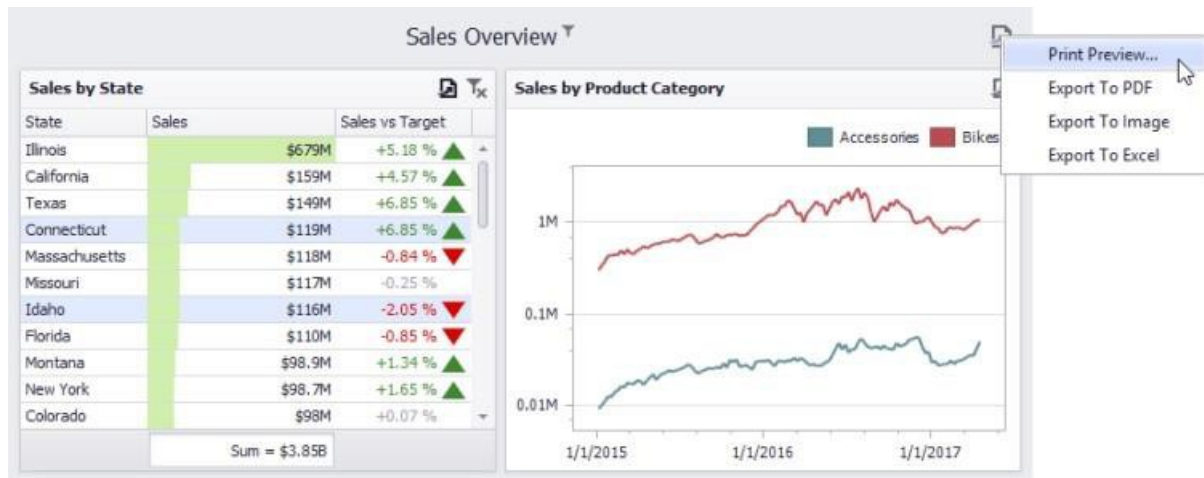 Sales Overview
Print Preview...
Export To PDF
Export To Image
Export To Excel
Sales by State
State Sales Sales vs Target
Illinois $679M +5.18 %
California $159M +4.57 %
Texas $149M +6.85 %
Connecticut $119M +6.85 %
Massachusetts $118M -0.84 %
Missouri $117M -0.25 %
Idaho $116M -2.05 %
Florida $110M -0.85 %
Montana $98.9M +1.34 %
New York $98.7M +1.65 %
Colorado $98M +0.07 %
Sum = $3.85B
Sales by Product Category
Accessories Bikes
1M
0.1M
0.01M
1/1/2015 1/1/2016 1/1/2017